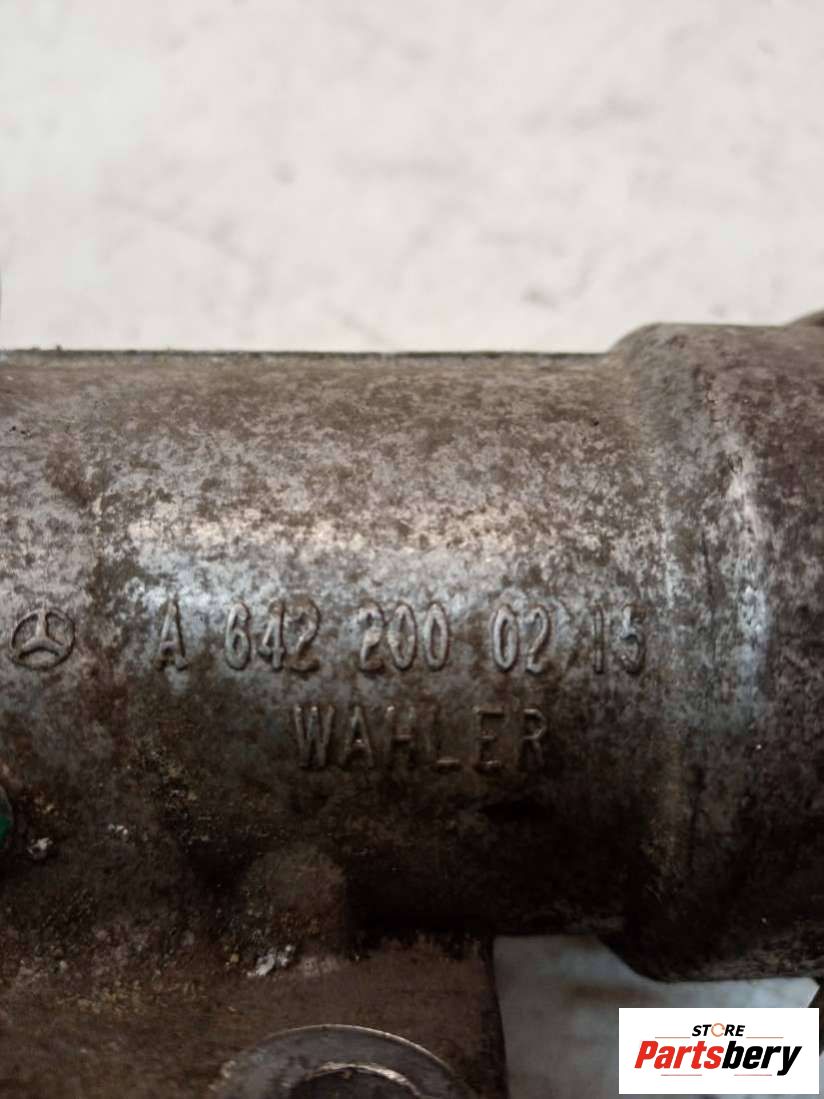 A 642 200 02 15
WAHLER
STORE
Partsbery